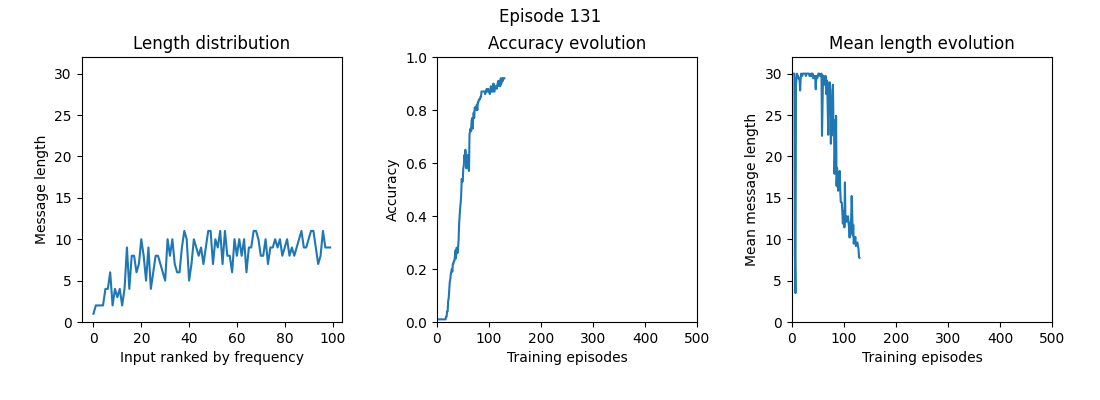 Episode 131
Length distribution
Message length
0
5
10
15
20
25
30
0 20 40 60 80 100
Input ranked by frequency
Accuracy evolution
Accuracy
1.0
0.8
0.6
0.4
0.2
0.0
0 100 200 300 400 500
Training episodes
Mean length evolution
Mean message length
30
25
20
15
10
5
0
0 100 200 300 400 500
Training episodes